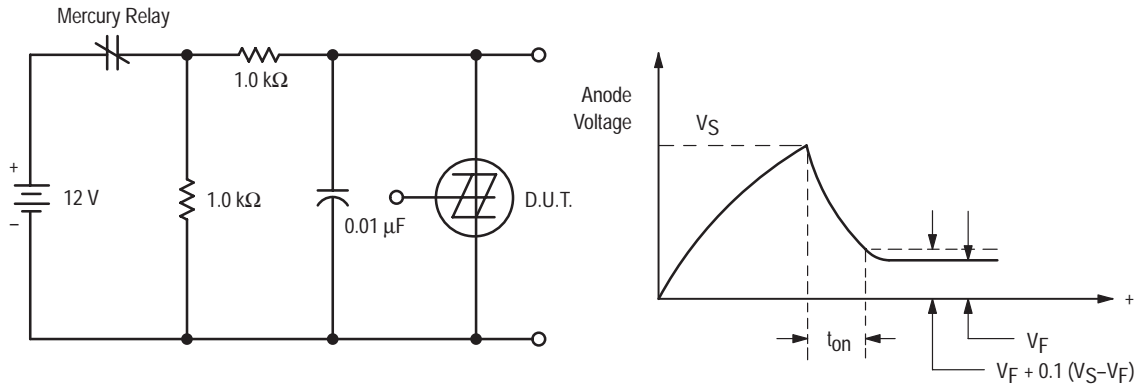 Mercury Relay
1.0 kΩ
+
12 V
−
1.0 kΩ
0.01 µF
D.U.T.
Anode
Voltage
VS
+
ton
VF
VF + 0.1 (VS–VF)